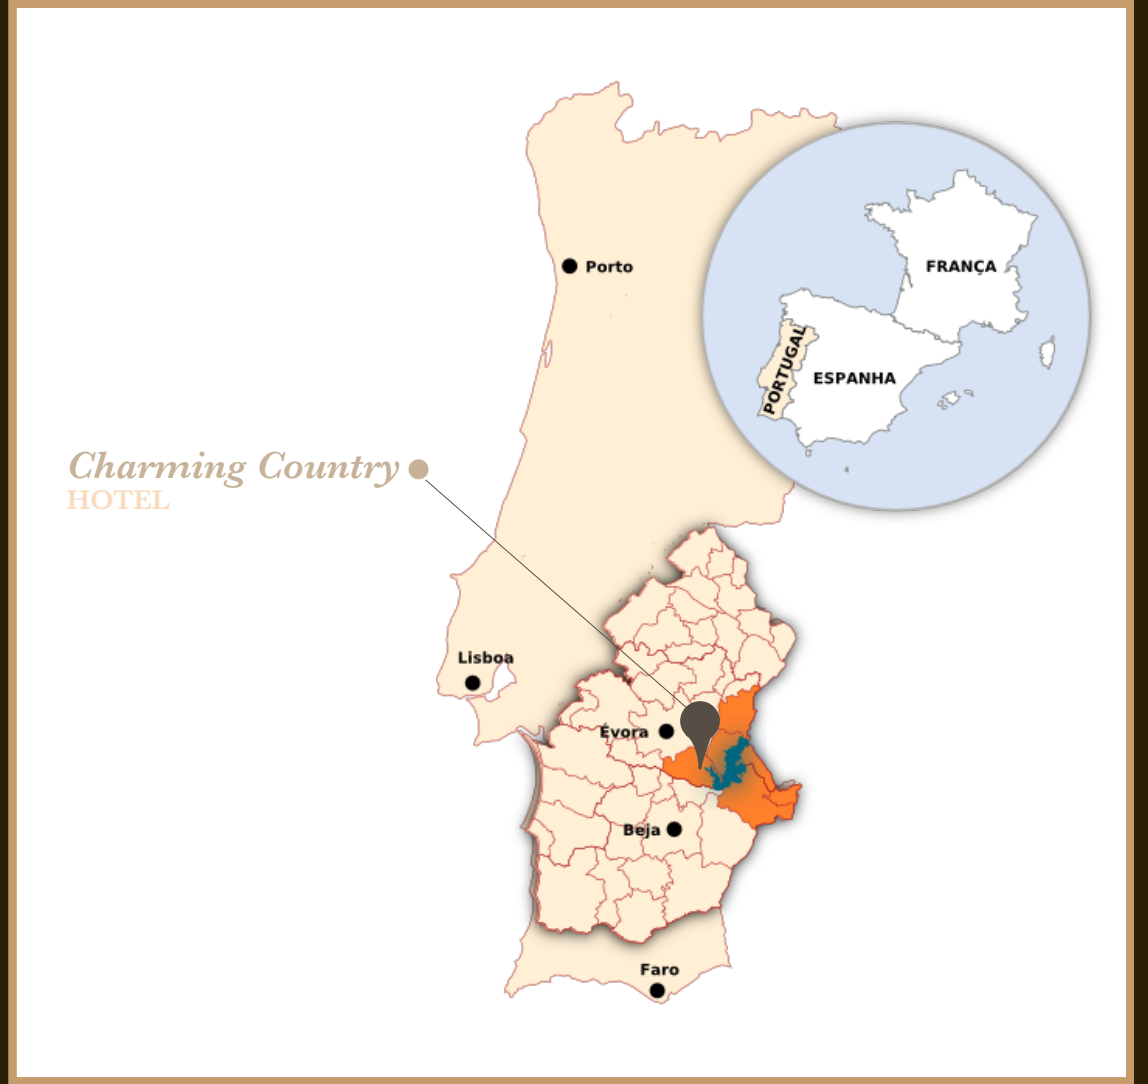 Porto
FRANÇA
PORTUGAL
ESPANHA
Charming Country
HOTEL
Lisboa
Évora
Beja
Faro